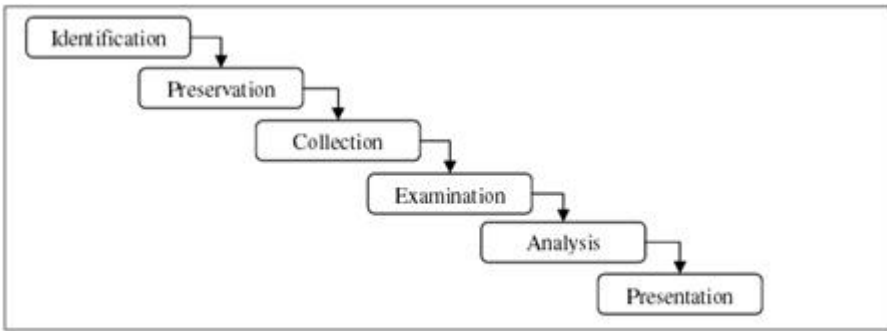 Identification
Preservation
Collection
Examination
Analysis
Presentation